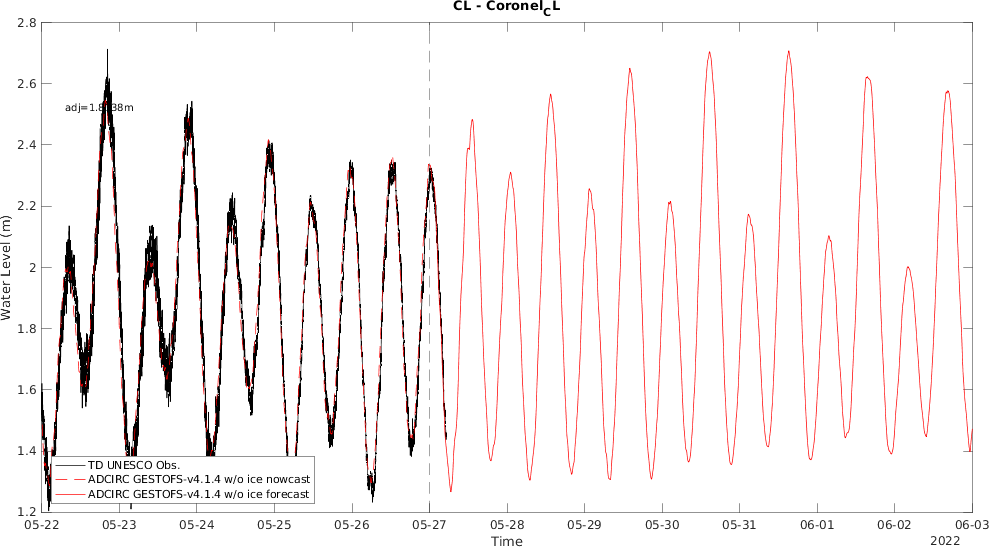 CL - Coronel_CL
2.8
2.6
2.4
2.2
2
1.8
1.6
1.4
1.2
Water Level (m)
TD UNESCO Obs.
ADCIRC GESTOFS-v4.1.4 w/o ice nowcast
ADCIRC GESTOFS-v4.1.4 w/o ice forecast
05-22 05-23 05-24 05-25 05-26 05-27 05-28 05-29 05-30 05-31 06-01 06-02 06-03
Time
2022